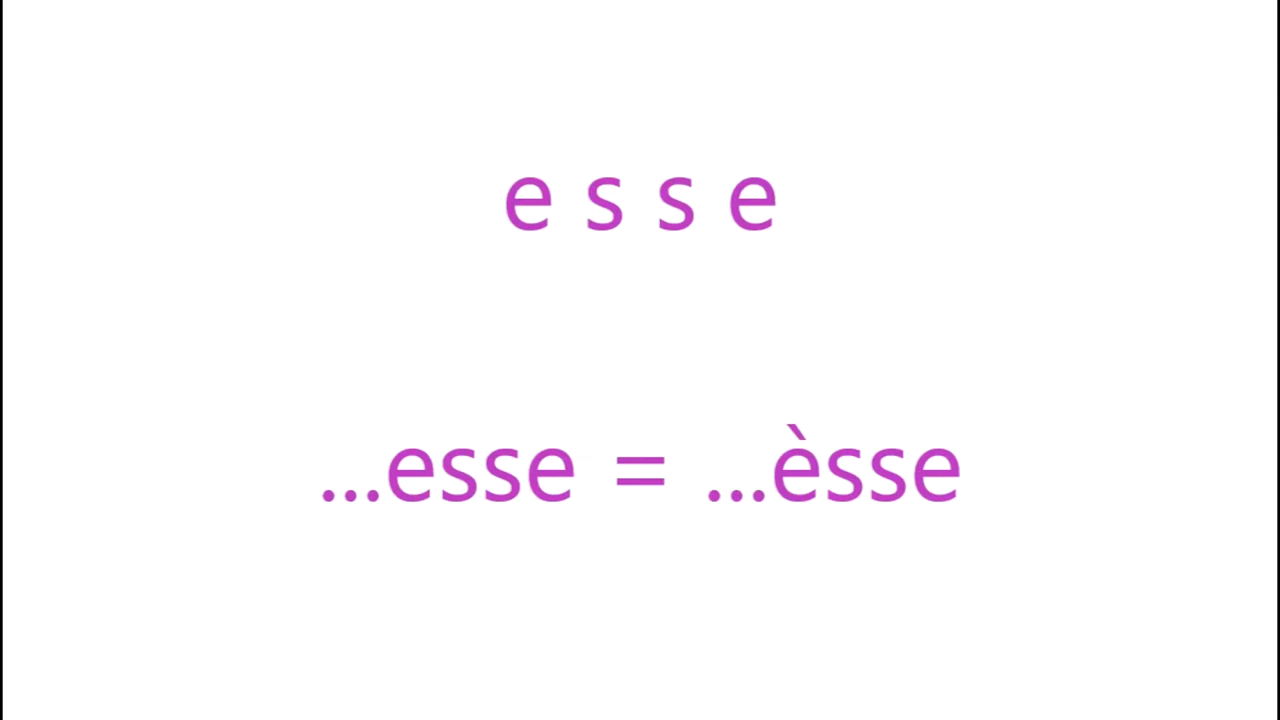 e s s e
...esse = ...èsse